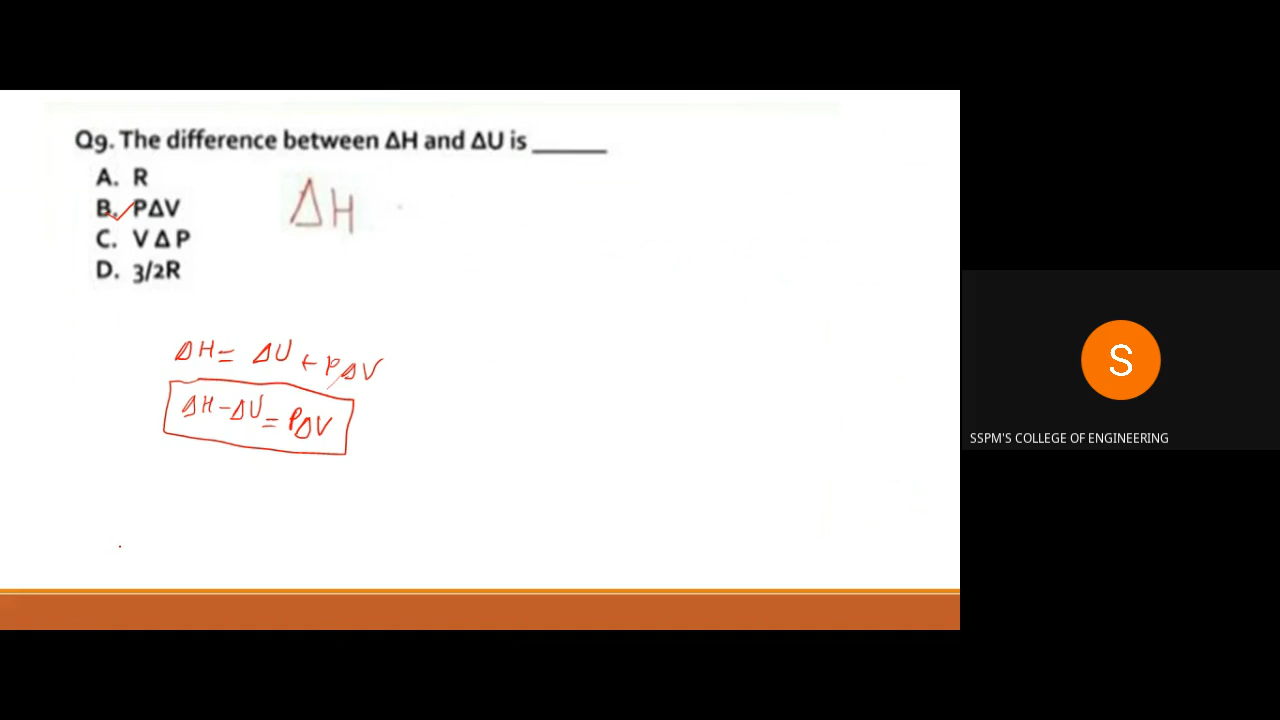 Q9. The difference between ΔH and ΔU is ______
A. R
B. PΔV
C. V Δ P
D. 3/2R
ΔH
ΔH = ΔU + PΔV
ΔH - ΔU = PΔV
S
SSPM'S COLLEGE OF ENGINEERING